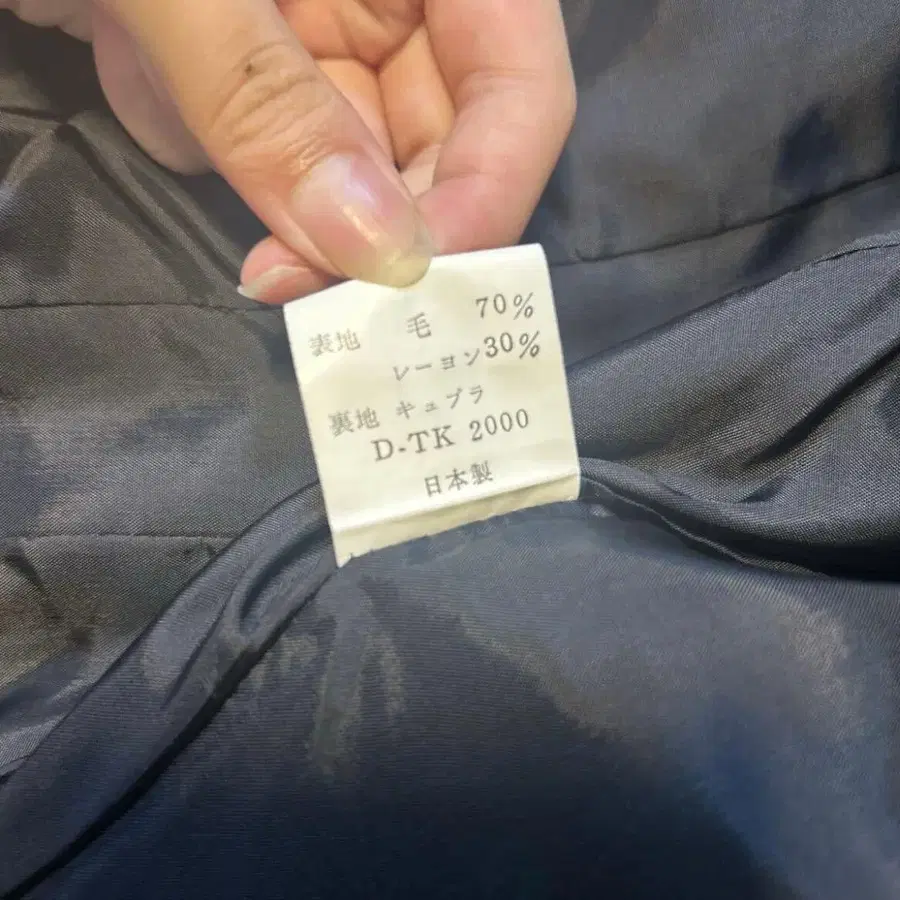 表地 毛 70%
レーヨン30%
裏地 キュプラ
D-TK 2000
日本製